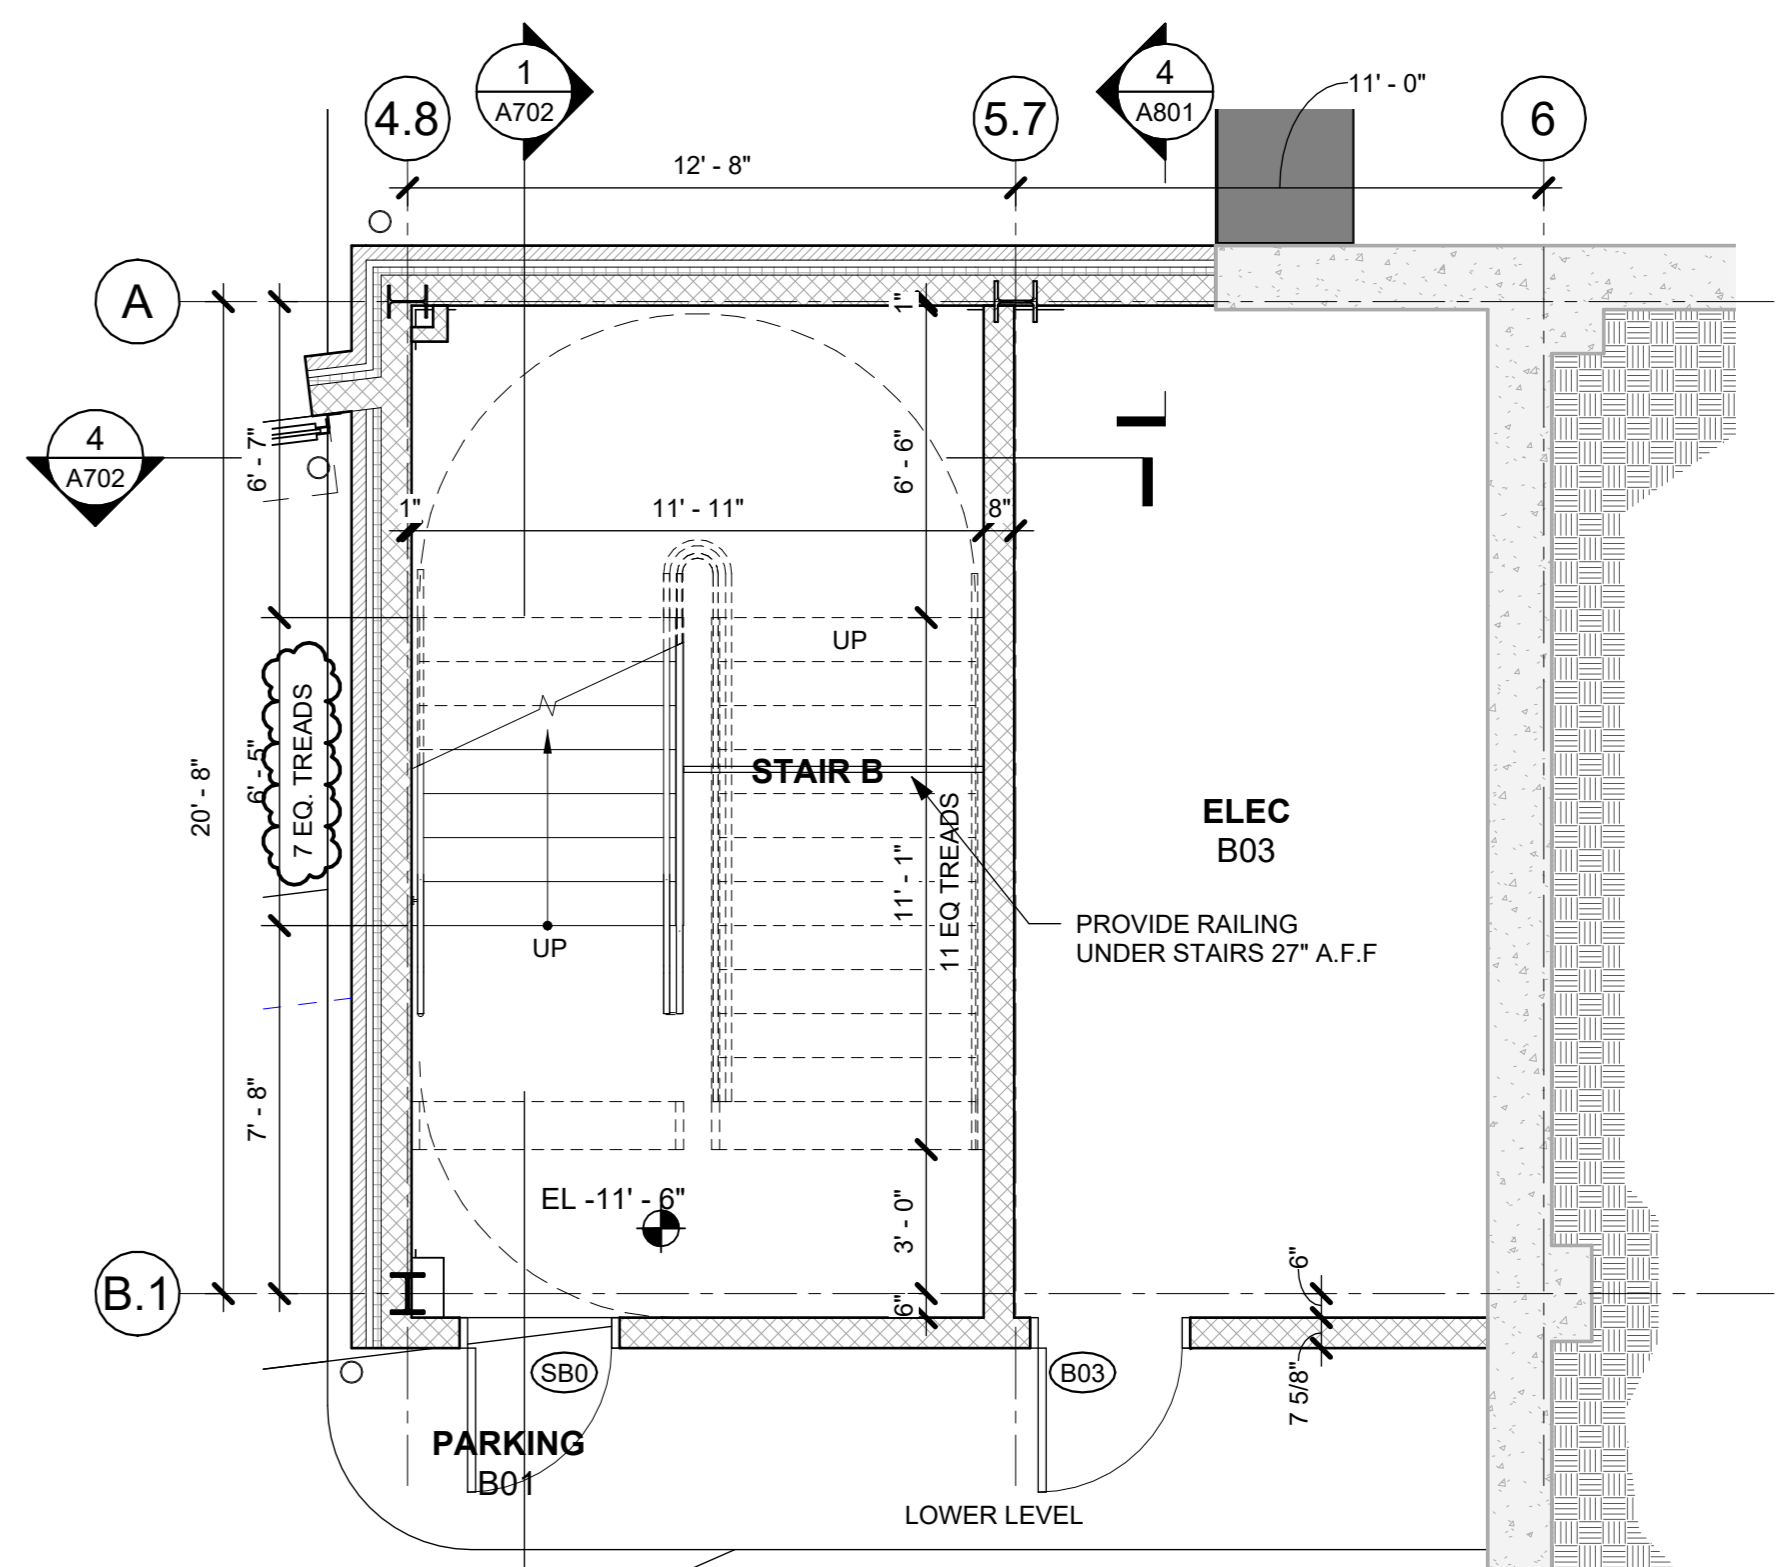 1
A702
4
A801
4.8
5.7
6
11' - 0"
12' - 8"
A
1"
4
A702
6' - 7"
6' - 6"
1"
11' - 11"
8"
UP
7 EQ. TREADS
6' - 5"
20' - 8"
STAIR B
11' - 1"
11 EQ TREADS
ELEC
B03
PROVIDE RAILING
UNDER STAIRS 27" A.F.F
UP
7' - 8"
EL -11' - 6"
3' - 0"
6"
6"
7 5/8"
B.1
SB0
B03
PARKING
B01
LOWER LEVEL